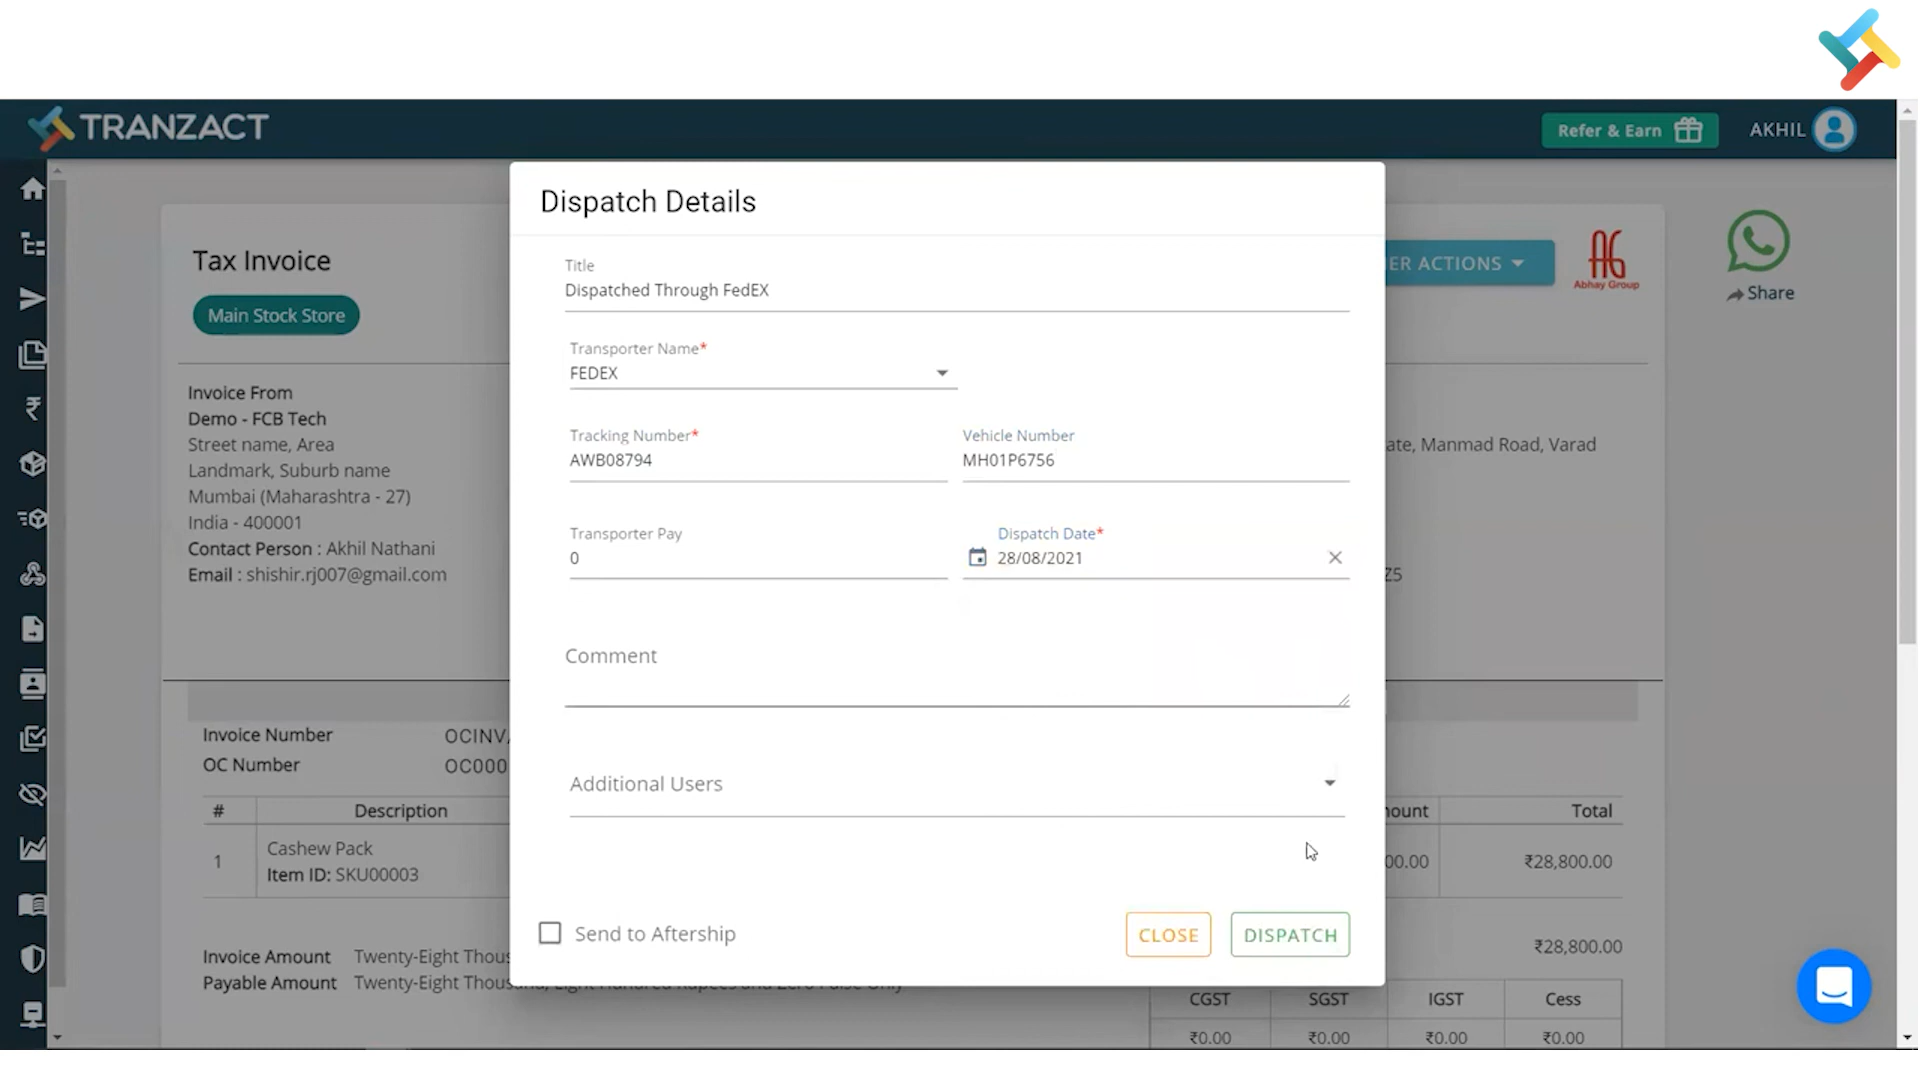 TRANZACT
Refer & Earn
AKHIL
Dispatch Details
Title
Dispatched Through FedEX
Transporter Name*
FEDEX
Tracking Number*
AWB08794
Vehicle Number
MH01P6756
Transporter Pay
0
Dispatch Date*
28/08/2021
Comment
Additional Users
Send to Aftership
CLOSE
DISPATCH
Tax Invoice
Main Stock Store
ACTIONS
Abhay Group
Share
Invoice From
Demo - FCB Tech
Street name, Area
Landmark, Suburb name
Mumbai (Maharashtra - 27)
India - 400001
Contact Person : Akhil Nathani
Email : shishir.rj007@gmail.com
Manmad Road, Varad
Invoice Number
OC Number
# Description Total
1 Cashew Pack ₹28,800.00
Item ID: SKU00003
₹28,800.00
Invoice Amount Twenty-Eight
Payable Amount Twenty-Eight
CGST SGST IGST Cess
₹0.00 ₹0.00 ₹0.00 ₹0.00